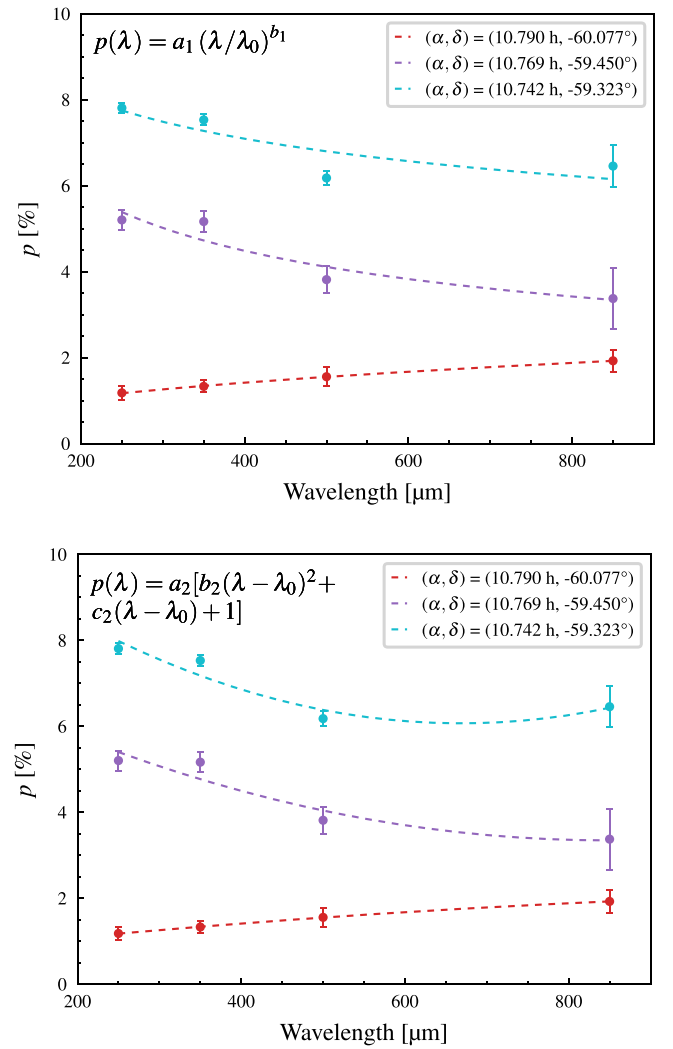 10
p(λ) = a₁ (λ/λ₀)^b₁
(α, δ) = (10.790 h, -60.077°)
(α, δ) = (10.769 h, -59.450°)
(α, δ) = (10.742 h, -59.323°)
8
6
4
2
0
p [%]
200 400 600 800
Wavelength [μm]
10
p(λ) = a₂[b₂(λ − λ₀)²+
c₂(λ − λ₀) + 1]
(α, δ) = (10.790 h, -60.077°)
(α, δ) = (10.769 h, -59.450°)
(α, δ) = (10.742 h, -59.323°)
8
6
4
2
0
p [%]
200 400 600 800
Wavelength [μm]